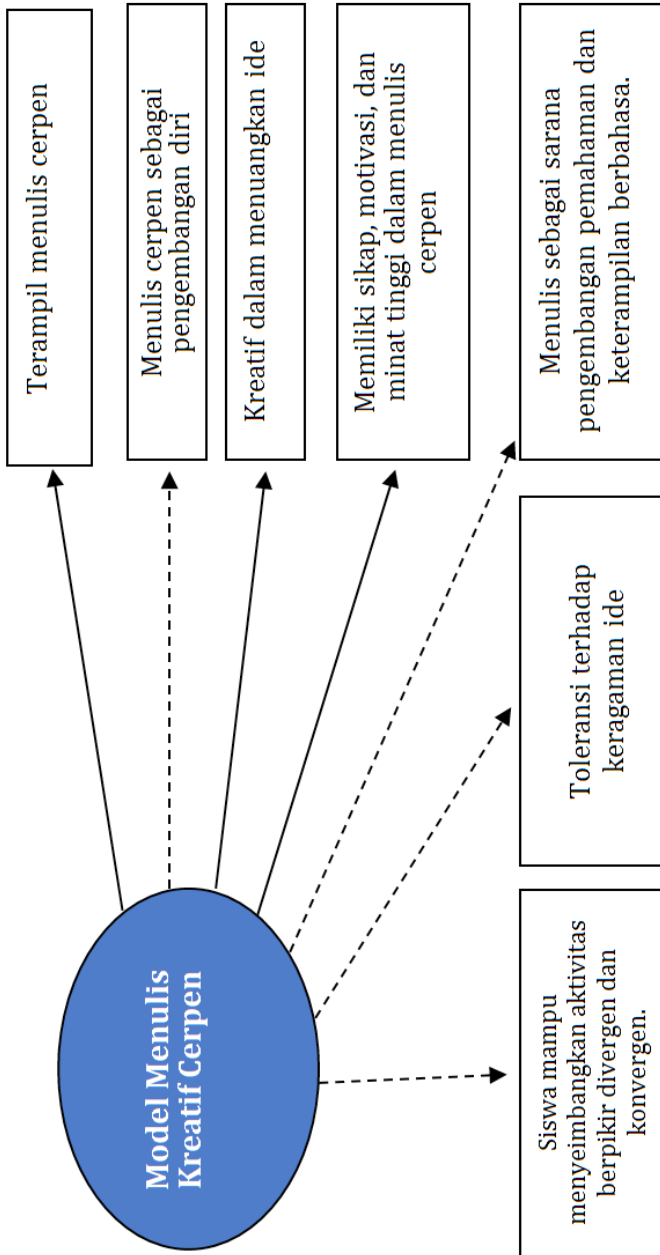 Model Menulis
Kreatif Cerpen
Terampil menulis cerpen
Menulis cerpen sebagai
pengembangan diri
Kreatif dalam menuangkan ide
Memiliki sikap, motivasi, dan
minat tinggi dalam menulis
cerpen
Menulis sebagai sarana
pengembangan pemahaman dan
keterampilan berbahasa.
Toleransi terhadap
keragaman ide
Siswa mampu
menyeimbangkan aktivitas
berpikir divergen dan
konvergen.